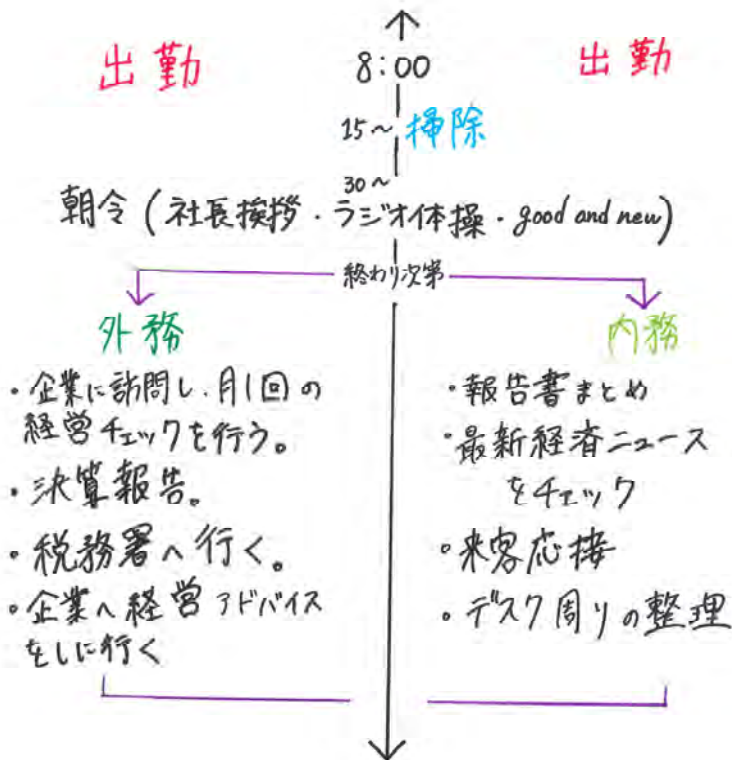 出勤
8:00
出勤
15～ 掃除
30～
朝令 (社長挨拶・ラジオ体操・good and new)
終わり次第
外務
・企業に訪問し、月1回の
経営チェックを行う。
・決算報告。
・税務署へ行く。
・企業へ経営アドバイス
をしに行く
内務
・報告書まとめ
・最新経済ニュース
をチェック
・来客応接
・デスク周りの整理